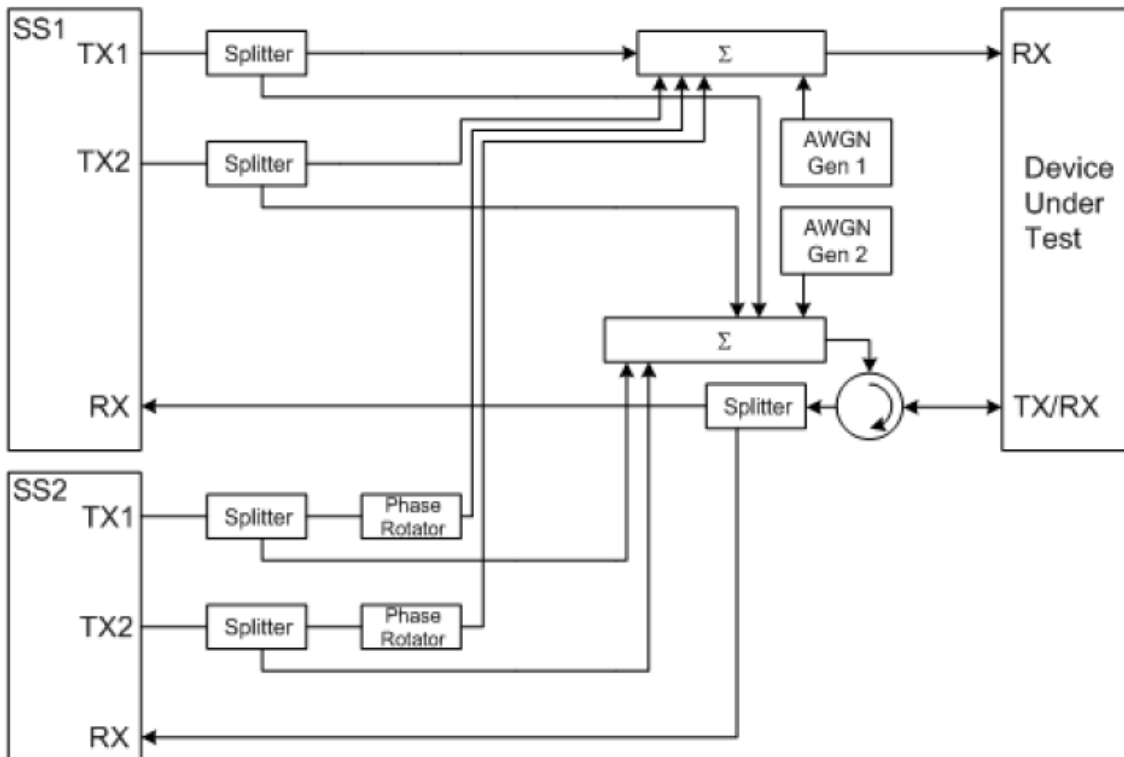 SS1
TX1
Splitter
Σ
RX
AWGN
Gen 1
TX2
Splitter
Device
Under
Test
AWGN
Gen 2
Σ
RX
Splitter
TX/RX
SS2
TX1
Splitter
Phase
Rotator
TX2
Splitter
Phase
Rotator
RX